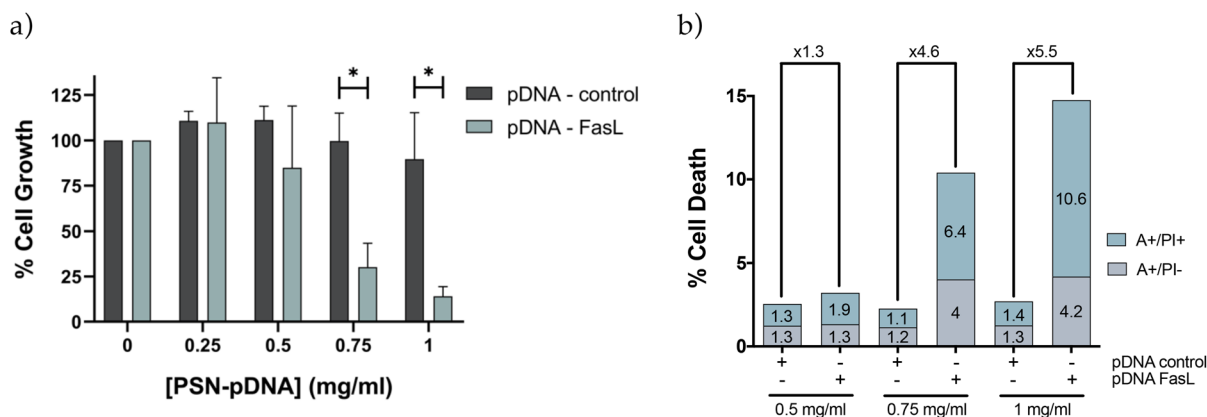 a)
% Cell Growth
125
100
75
50
25
0
* *
pDNA - control
pDNA - FasL
0 0.25 0.5 0.75 1
[PSN-pDNA] (mg/ml)
b)
x1.3 x4.6 x5.5
% Cell Death
15
10
5
0
1.3 1.9 1.1 6.4 1.4 10.6
1.3 1.3 1.2 4 1.3 4.2
A+/PI+
A+/PI-
+ - + - + - pDNA control
- + - + - + pDNA FasL
0.5 mg/ml 0.75 mg/ml 1 mg/ml